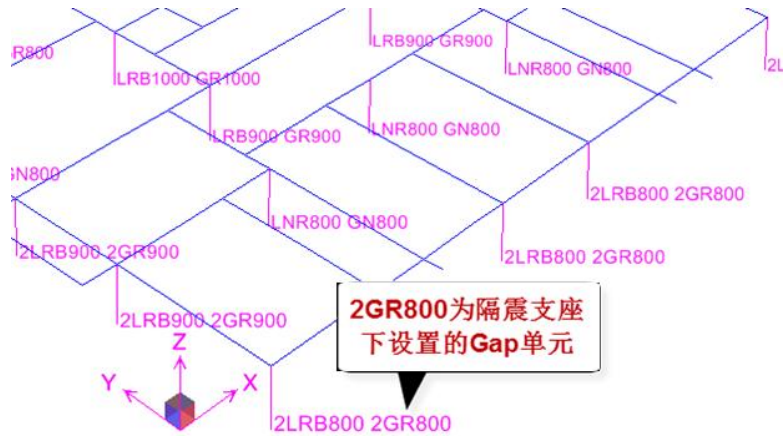 R800
LRB1000 GR1000
LRB900 GR900
LNR800 GN800
2L
LRB900 GR900
LNR800 GN800
GN800
LNR800 GN800
2LRB800 2GR800
2LRB900 2GR900
2LRB800 2GR800
2LRB900 2GR900
2GR800为隔震支座
下设置的Gap单元
Z
Y
X
2LRB800 2GR800